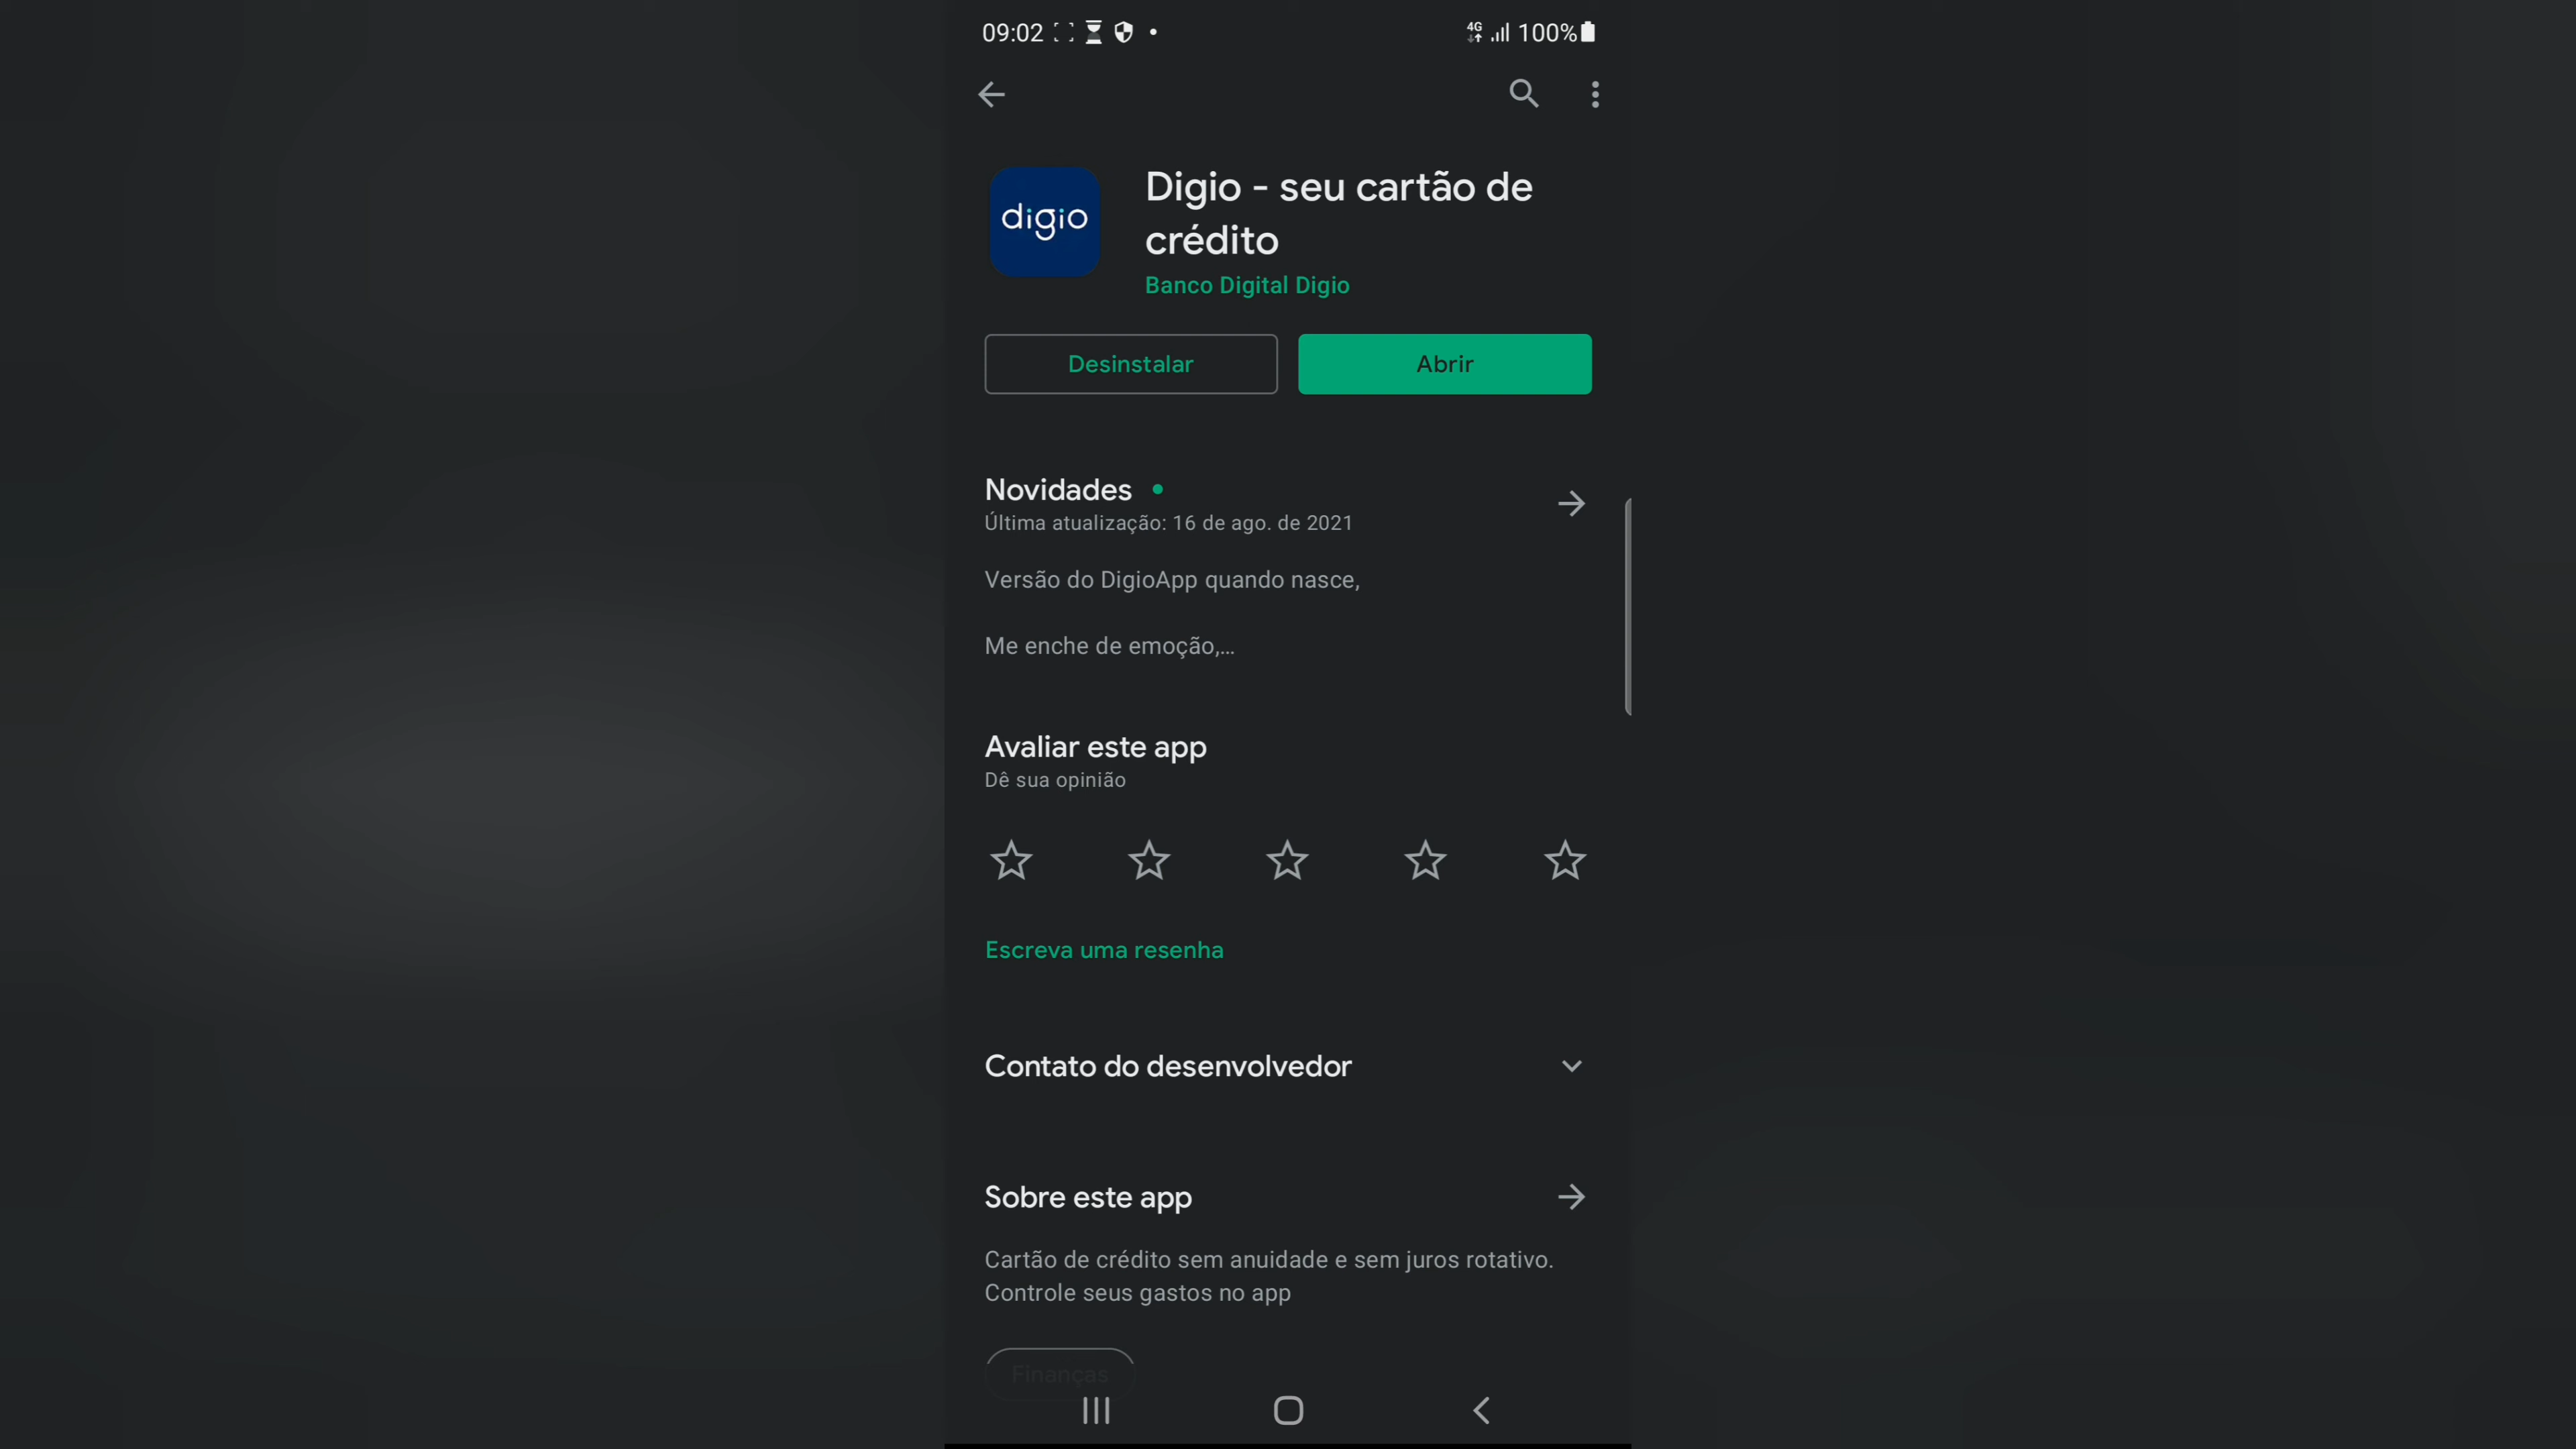 09:02
4G 100%
digio
Digio - seu cartão de
crédito
Banco Digital Digio
Desinstalar
Abrir
Novidades
Última atualização: 16 de ago. de 2021
Versão do DigioApp quando nasce,
Me enche de emoção,...
Avaliar este app
Dê sua opinião
Escreva uma resenha
Contato do desenvolvedor
Sobre este app
Cartão de crédito sem anuidade e sem juros rotativo.
Controle seus gastos no app
Finanças